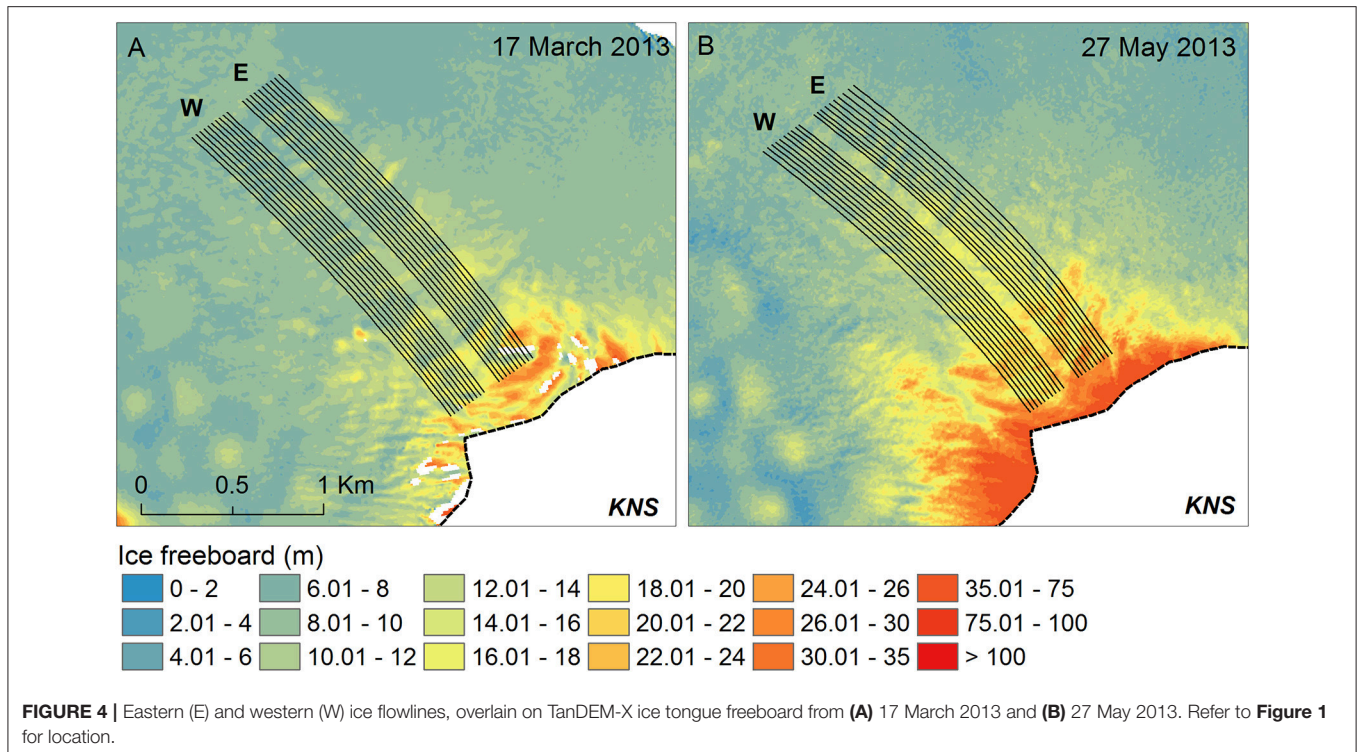 A
17 March 2013
E
W
0 0.5 1 Km
KNS
B
27 May 2013
E
W
KNS
Ice freeboard (m)
0 - 2 6.01 - 8 12.01 - 14 18.01 - 20 24.01 - 26 35.01 - 75
2.01 - 4 8.01 - 10 14.01 - 16 20.01 - 22 26.01 - 30 75.01 - 100
4.01 - 6 10.01 - 12 16.01 - 18 22.01 - 24 30.01 - 35 > 100
FIGURE 4 | Eastern (E) and western (W) ice flowlines, overlain on TanDEM-X ice tongue freeboard from (A) 17 March 2013 and (B) 27 May 2013. Refer to Figure 1
for location.